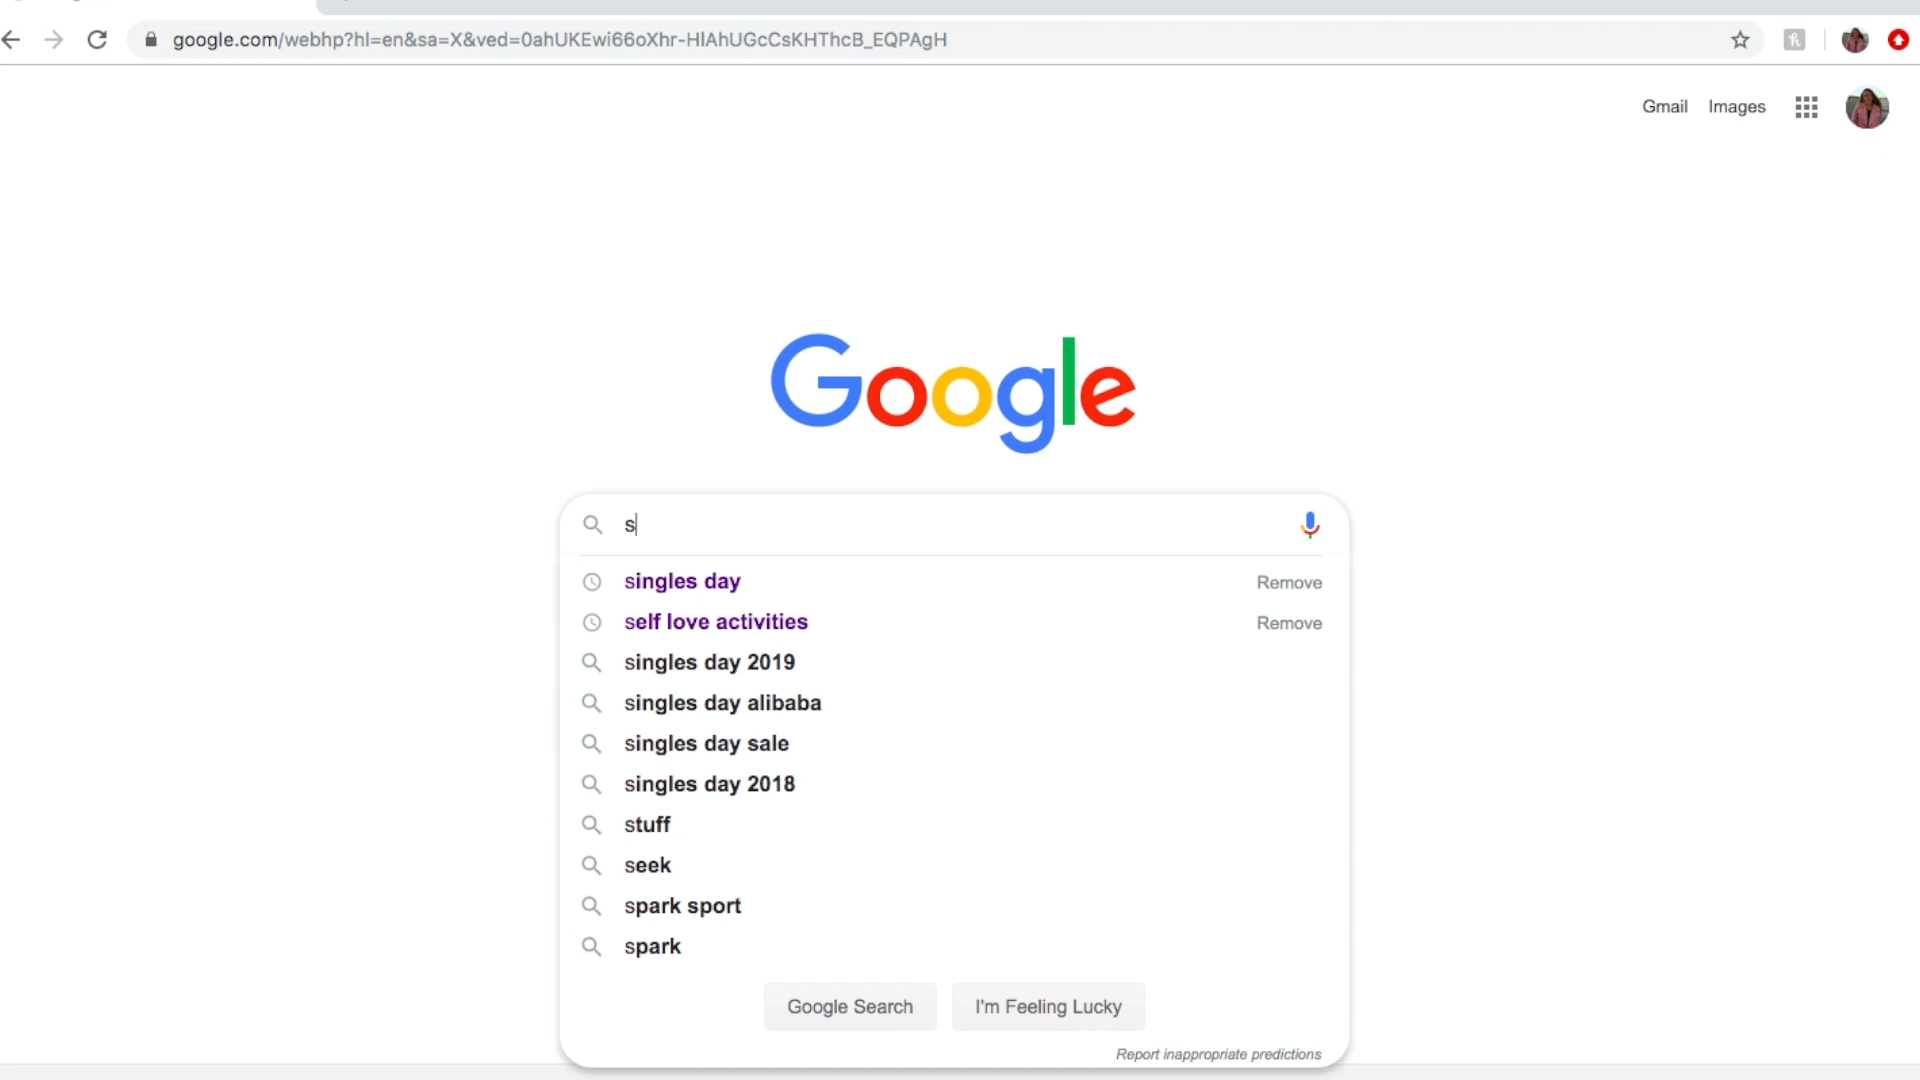 google.com/webhp?hl=en&sa=X&ved=0ahUKEwi66oXhr-HlAhUGcCsKHThcB_EQPAgH
Gmail Images
Google
s
singles day Remove
self love activities Remove
singles day 2019
singles day alibaba
singles day sale
singles day 2018
stuff
seek
spark sport
spark
Google Search I'm Feeling Lucky
Report inappropriate predictions